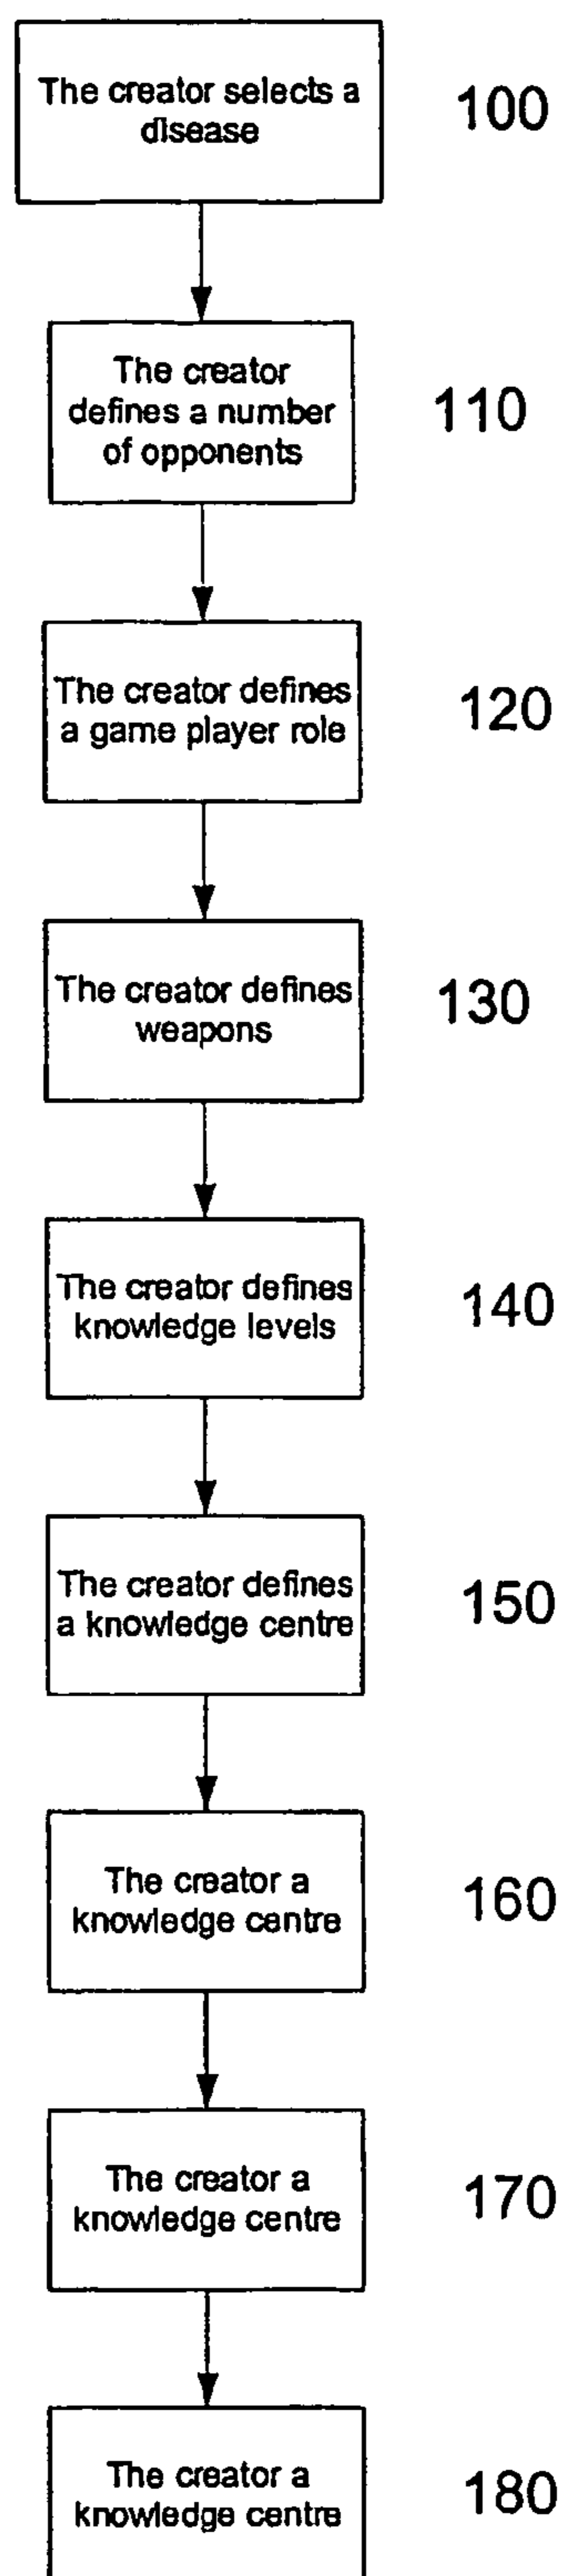 The creator selects a
disease
100
The creator
defines a number
of opponents
110
The creator defines
a game player role
120
The creator defines
weapons
130
The creator defines
knowledge levels
140
The creator defines
a knowledge centre
150
The creator a
knowledge centre
160
The creator a
knowledge centre
170
The creator a
knowledge centre
180